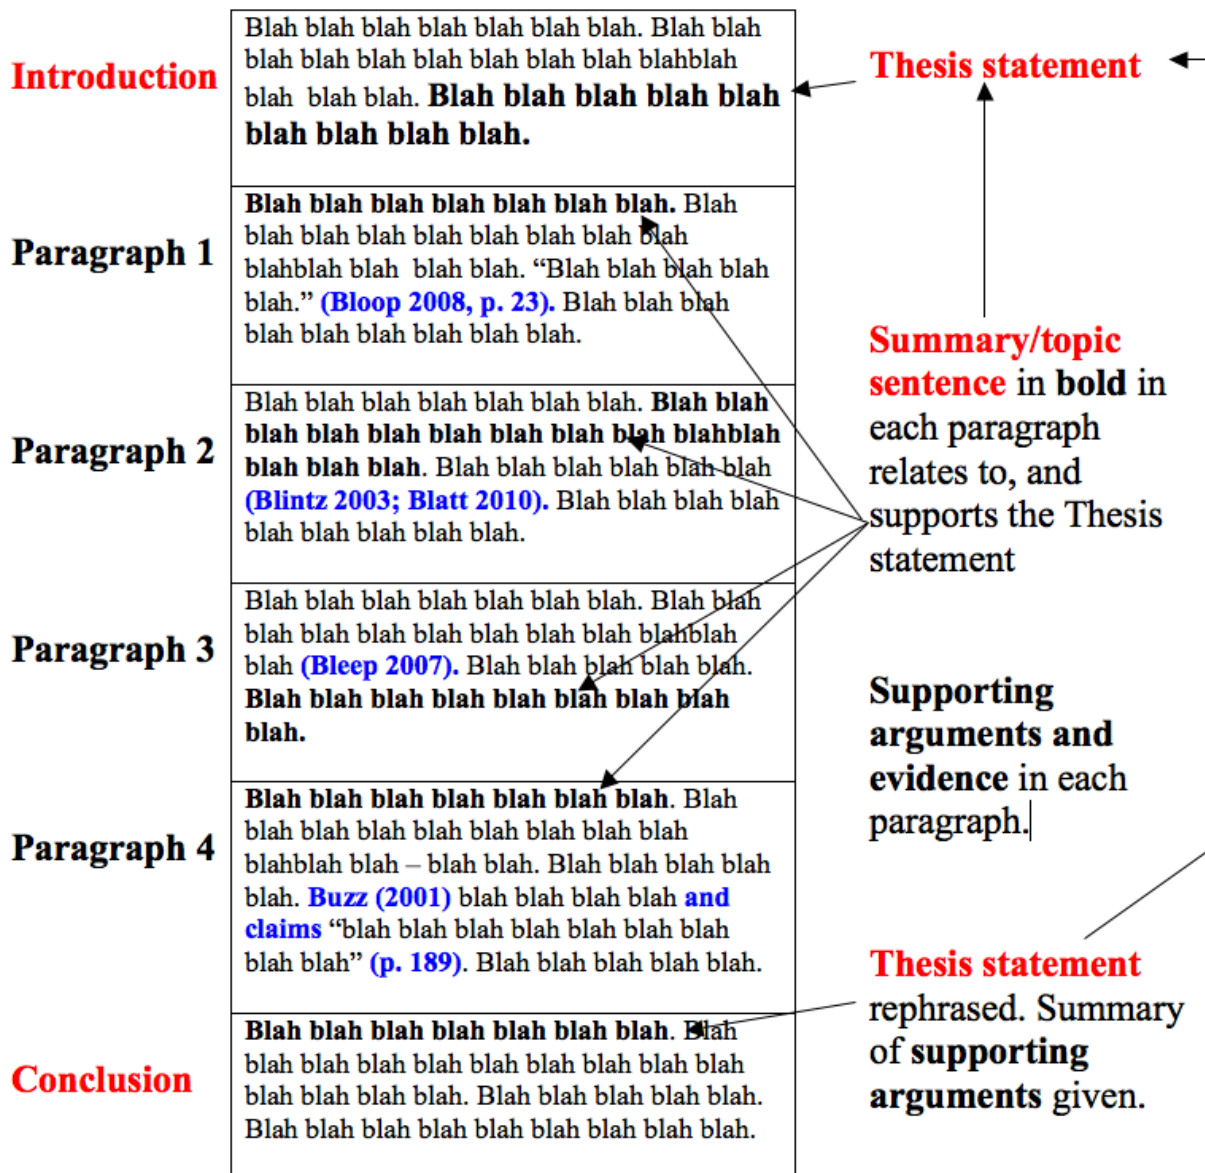 Introduction
Blah blah blah blah blah blah blah. Blah blah
blah blah blah blah blah blah blah blahblah
blah  blah blah. Blah blah blah blah blah
blah blah blah blah.
Thesis statement
Paragraph 1
Blah blah blah blah blah blah blah. Blah
blah blah blah blah blah blah blah blah
blahblah blah  blah blah. “Blah blah blah blah
blah.” (Bloop 2008, p. 23). Blah blah blah
blah blah blah blah blah blah.
Summary/topic
sentence in bold in
each paragraph
relates to, and
supports the Thesis
statement
Paragraph 2
Blah blah blah blah blah blah blah. Blah blah
blah blah blah blah blah blah blah blahblah
blah blah blah. Blah blah blah blah blah blah
(Blintz 2003; Blatt 2010). Blah blah blah blah
blah blah blah blah blah.
Paragraph 3
Blah blah blah blah blah blah blah. Blah blah
blah blah blah blah blah blah blah blahblah
blah (Bleep 2007). Blah blah blah blah blah.
Blah blah blah blah blah blah blah blah blah
blah.
Supporting
arguments and
evidence in each
paragraph.
Paragraph 4
Blah blah blah blah blah blah blah. Blah
blah blah blah blah blah blah blah blah
blahblah blah – blah blah. Blah blah blah blah
blah. Buzz (2001) blah blah blah blah and
claims “blah blah blah blah blah blah blah
blah blah” (p. 189). Blah blah blah blah blah.
Conclusion
Blah blah blah blah blah blah blah. Blah
blah blah blah blah blah blah blah blah blah
blah blah blah blah. Blah blah blah blah blah.
Blah blah blah blah blah blah blah blah blah.
Thesis statement
rephrased. Summary
of supporting
arguments given.